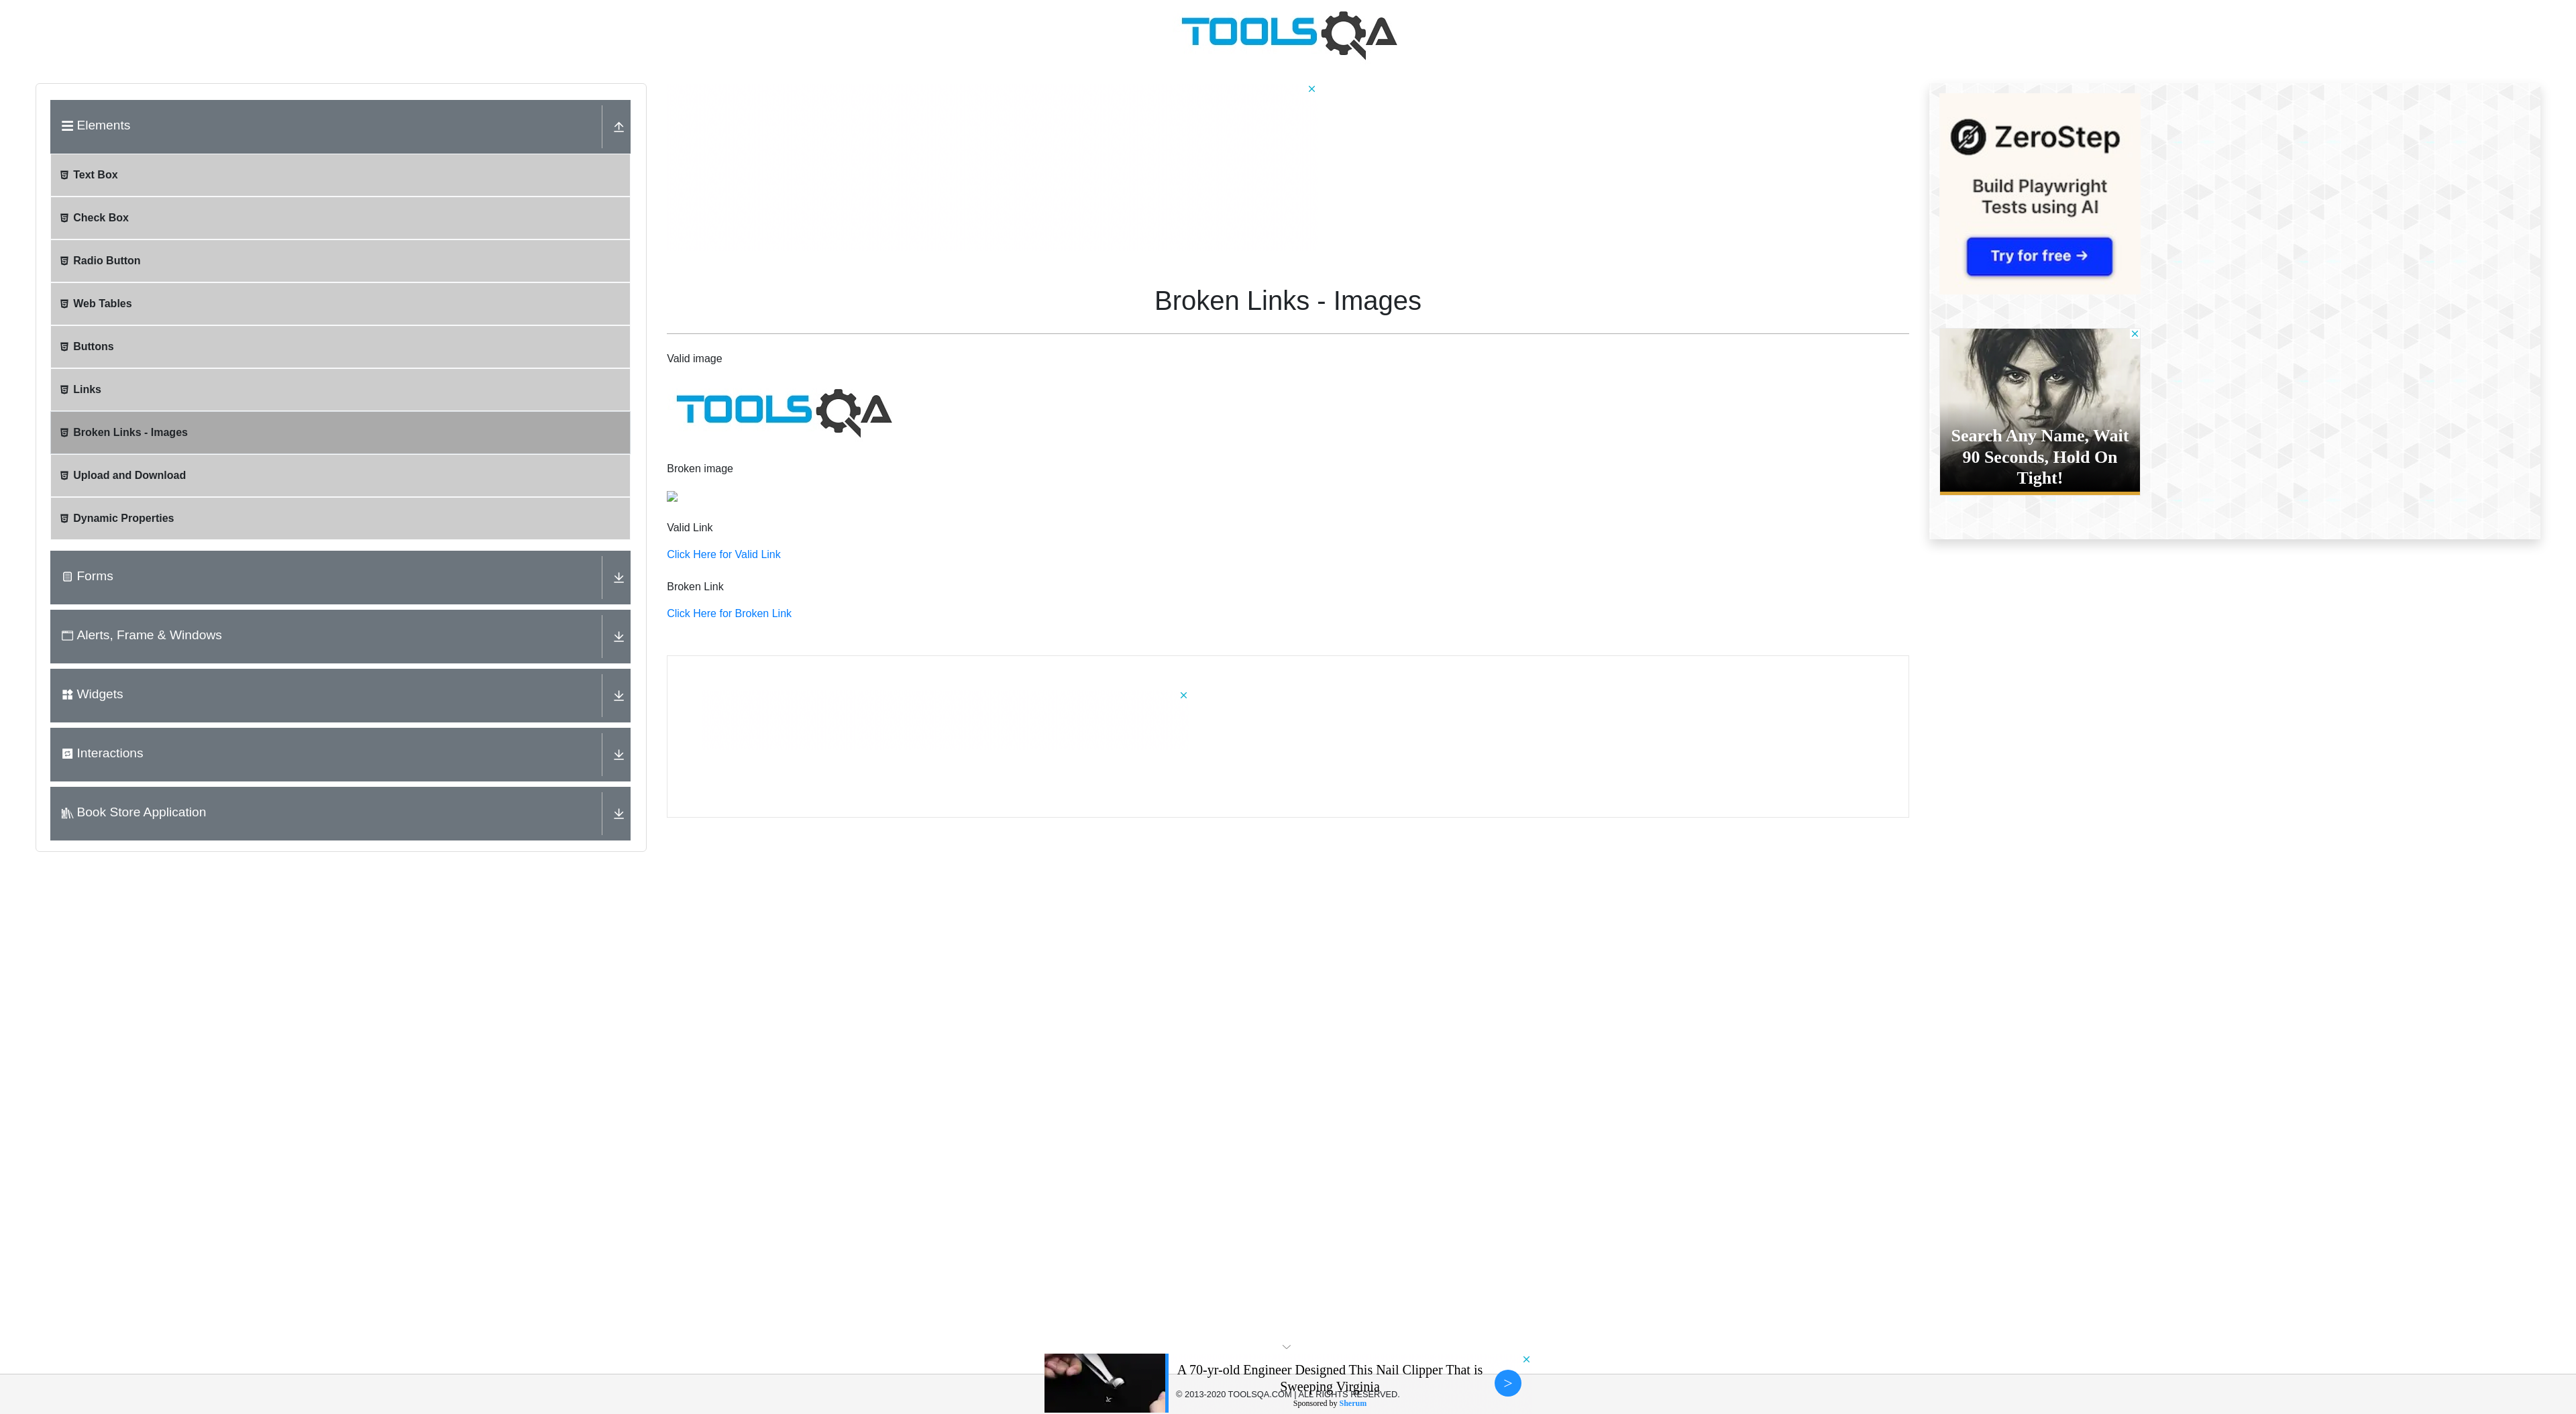 TOOLSQA
Elements
Text Box
Check Box
Radio Button
Web Tables
Buttons
Links
Broken Links - Images
Upload and Download
Dynamic Properties
Forms
Alerts, Frame & Windows
Widgets
Interactions
Book Store Application
Broken Links - Images
Valid image
TOOLSQA
Broken image
Valid Link
Click Here for Valid Link
Broken Link
Click Here for Broken Link
ZeroStep
Build Playwright
Tests using AI
Try for free →
Search Any Name, Wait
90 Seconds, Hold On
Tight!
A 70-yr-old Engineer Designed This Nail Clipper That is
Sweeping Virginia
© 2013-2020 TOOLSQA.COM | ALL RIGHTS RESERVED.
Sponsored by Sherum
>